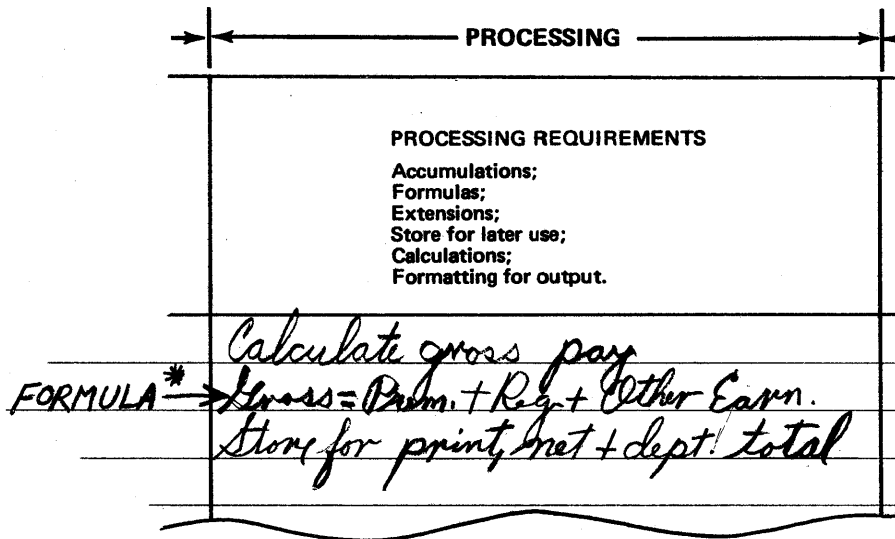 PROCESSING
PROCESSING REQUIREMENTS
Accumulations;
Formulas;
Extensions;
Store for later use;
Calculations;
Formatting for output.
Calculate gross pay
FORMULA* Gross = Prem. + Reg + Other Earn.
Store for print, net + dept. total